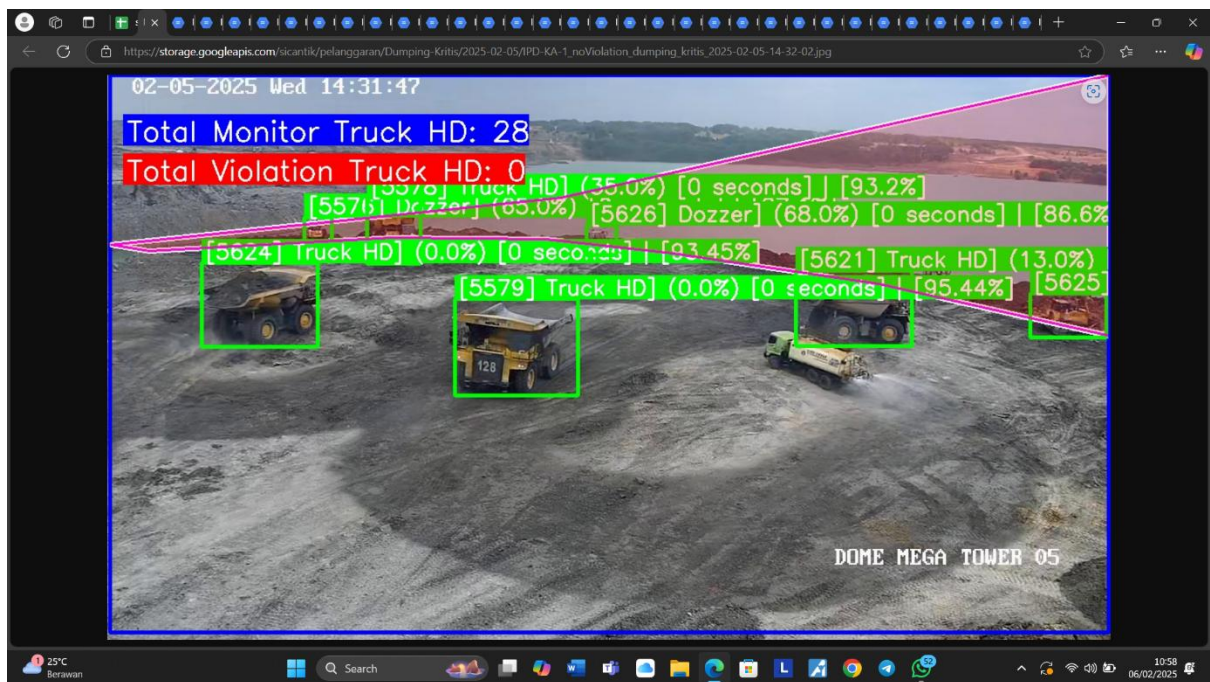 https://storage.googleapis.com/sicantik/pelanggaran/Dumping-Kritis/2025-02-05/IPD-KA-1_noViolation_dumping_kritis_2025-02-05-14-32-02.jpg
02-05-2025 Wed 14:31:47
Total Monitor Truck HD: 28
Total Violation Truck HD: 0
[5578] Truck HD] (35.0%) [0 seconds] | [93.2%]
[5576] Dozzer] (65.0%)
[5626] Dozzer] (68.0%) [0 seconds] | [86.6%
[5624] Truck HD] (0.0%) [0 seconds] | [93.45%]
[5621] Truck HD] (13.0%)
[5579] Truck HD] (0.0%) [0 seconds] | [95.44%]
[5625]
128
DOME MEGA TOWER 05
25°C
Berawan
Search
52
10:58
06/02/2025